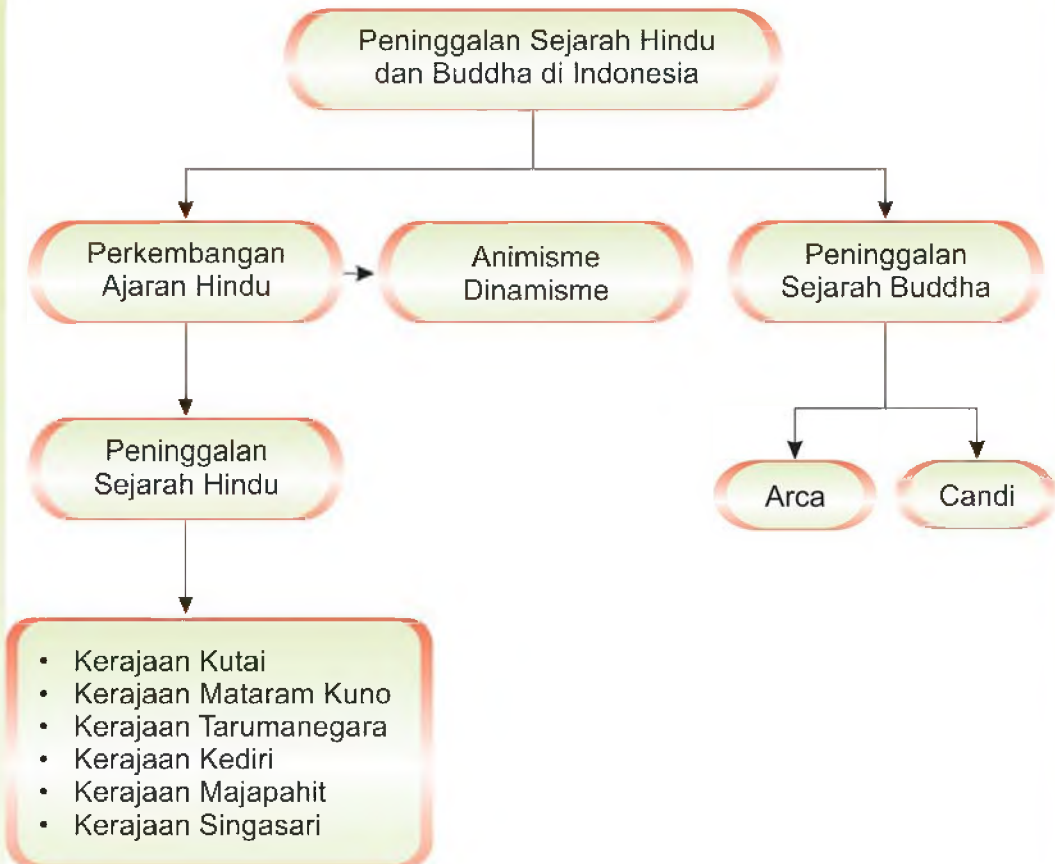 Peninggalan Sejarah Hindu
dan Buddha di Indonesia
Perkembangan
Ajaran Hindu
Animisme
Dinamisme
Peninggalan
Sejarah Buddha
Peninggalan
Sejarah Hindu
Arca
Candi
• Kerajaan Kutai
• Kerajaan Mataram Kuno
• Kerajaan Tarumanegara
• Kerajaan Kediri
• Kerajaan Majapahit
• Kerajaan Singasari